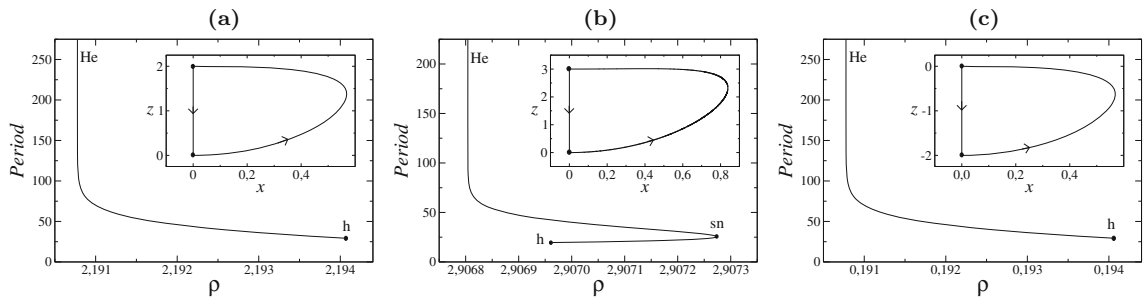 (a)
(b)
(c)
250
200
150
100
50
0
Period
He
2
1
0
z
0
0,2
0,4
x
h
2,191
2,192
2,193
2,194
ρ
200
150
100
50
0
Period
He
3
2
1
0
z
0
0,2
0,4
0,6
0,8
x
h
sn
2,9068
2,9069
2,9070
2,9071
2,9072
2,9073
ρ
250
200
150
100
50
0
Period
He
0
-1
-2
z
0
0,2
0,4
x
h
0,191
0,192
0,193
0,194
ρ